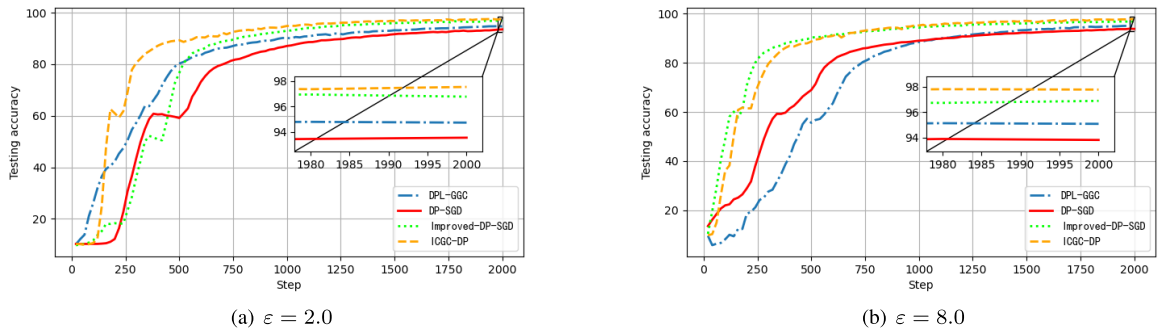 100
80
60
40
20
Testing accuracy
98
96
94
1980 1985 1990 1995 2000
DPL-GGC
DP-SGD
Improved-DP-SGD
ICGC-DP
0 250 500 750 1000 1250 1500 1750 2000
Step
(a) ε = 2.0
100
80
60
40
20
Testing accuracy
98
96
94
1980 1985 1990 1995 2000
DPL-GGC
DP-SGD
Improved-DP-SGD
ICGC-DP
0 250 500 750 1000 1250 1500 1750 2000
Step
(b) ε = 8.0